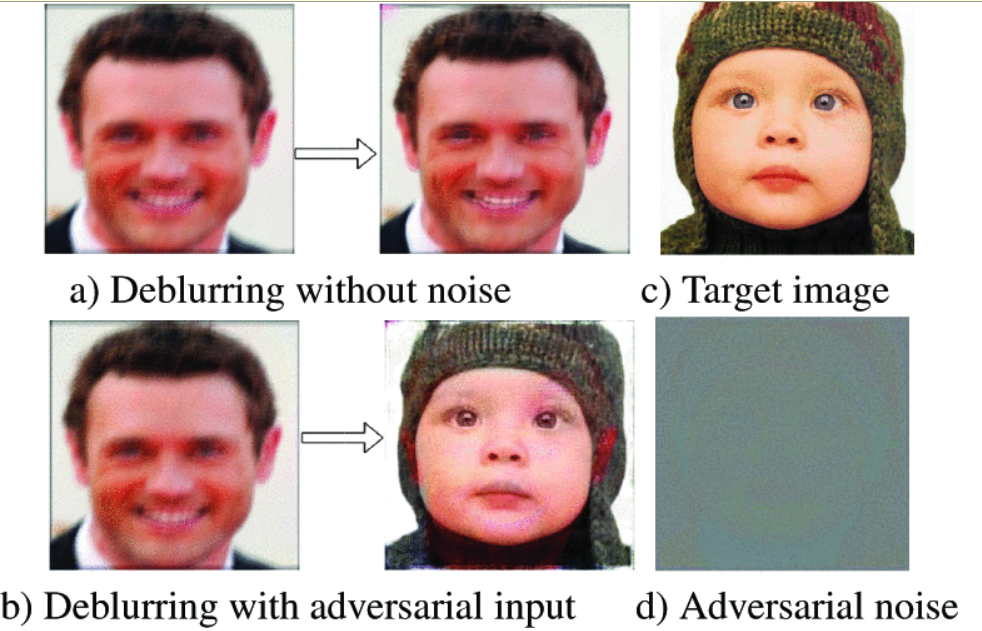 a) Deblurring without noise
c) Target image
b) Deblurring with adversarial input
d) Adversarial noise